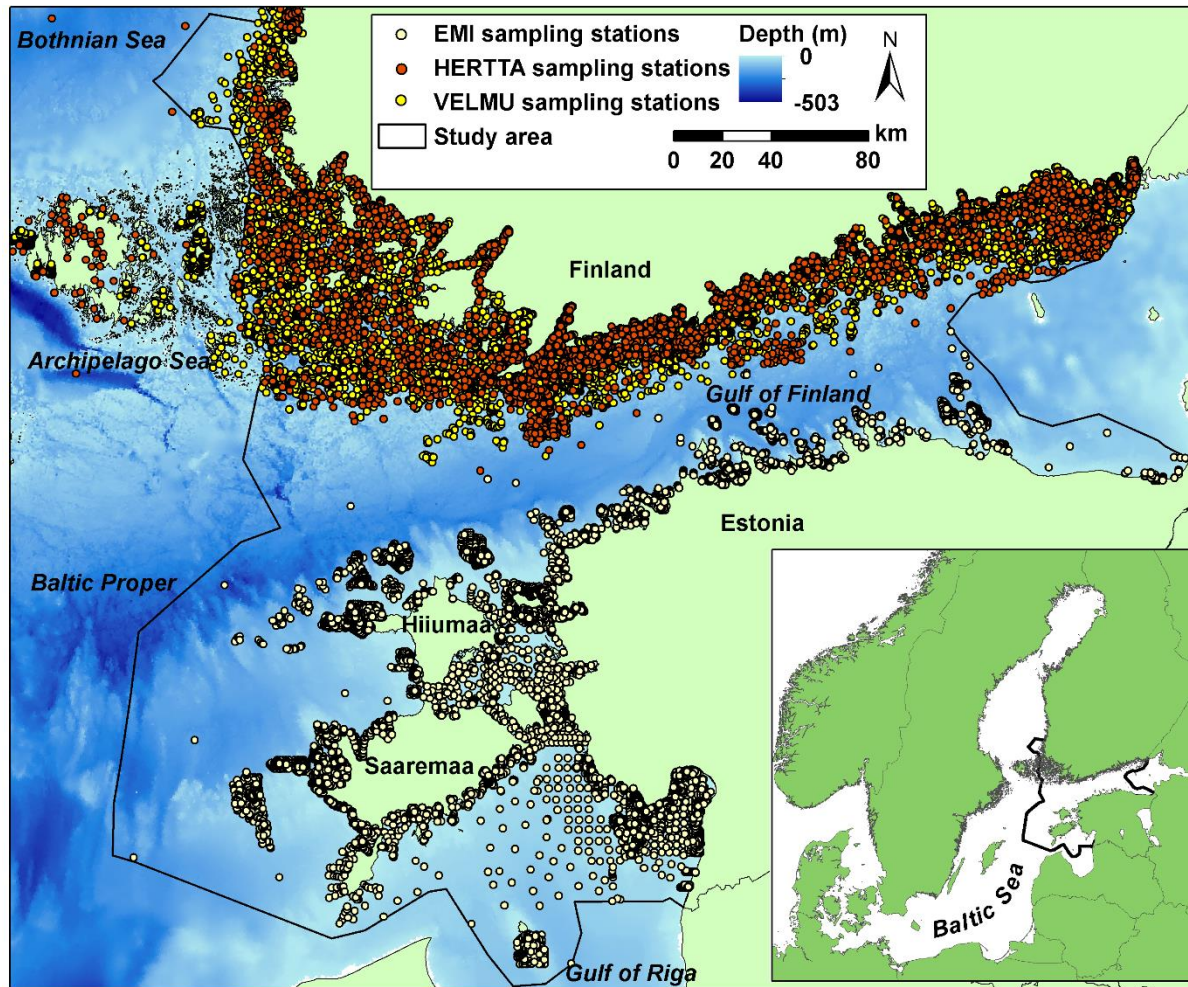 Bothnian Sea
EMI sampling stations
HERTTA sampling stations
VELMU sampling stations
Study area
Depth (m)
0
-503
N
km
0 20 40 80
Finland
Archipelago Sea
Gulf of Finland
Estonia
Baltic Proper
Hiiumaa
Saaremaa
Gulf of Riga
Baltic Sea